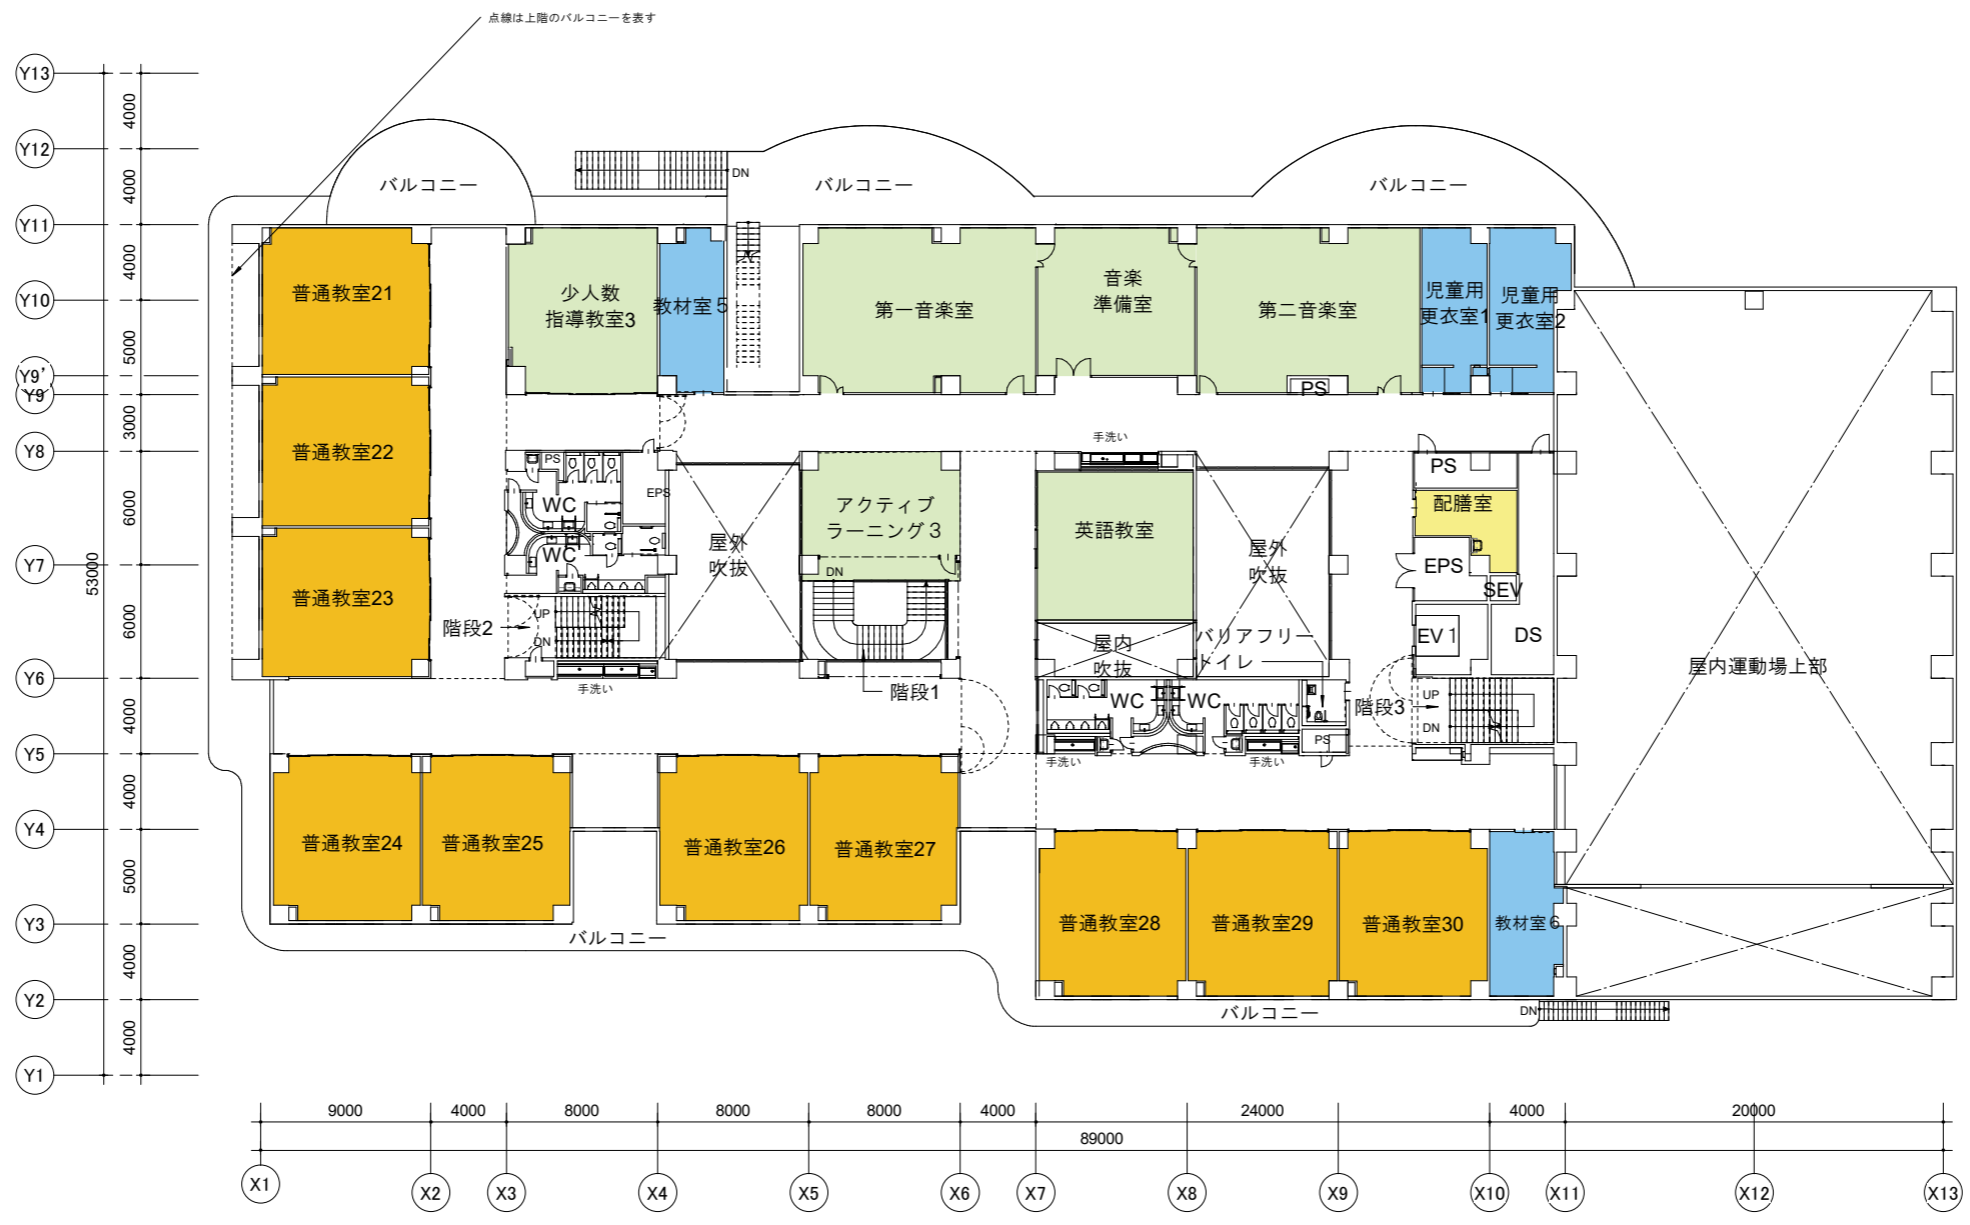 点線は上階のバルコニーを表す
Y13
4000
Y12
4000
Y11
4000
Y10
5000
Y9’
Y9
3000
Y8
6000
Y7
53000
6000
Y6
4000
Y5
4000
Y4
5000
Y3
4000
Y2
4000
Y1
バルコニー
DN
バルコニー
バルコニー
普通教室21
少人数
指導教室3
教材室５
第一音楽室
音楽
準備室
第二音楽室
児童用
更衣室1
児童用
更衣室2
PS
普通教室22
手洗い
PS
WC
EPS
WC
屋外
吹抜
アクティブ
ラーニング３
DN
英語教室
屋外
吹抜
PS
配膳室
EPS
SEV
EV１
DS
普通教室23
階段2
UP
DN
手洗い
階段1
屋内
吹抜
バリアフリー
トイレ
WC
WC
PS
手洗い
手洗い
階段3
UP
DN
屋内運動場上部
普通教室24
普通教室25
普通教室26
普通教室27
普通教室28
普通教室29
普通教室30
教材室６
バルコニー
バルコニー
DN
9000
4000
8000
8000
8000
4000
24000
4000
20000
89000
X1
X2
X3
X4
X5
X6
X7
X8
X9
X10
X11
X12
X13